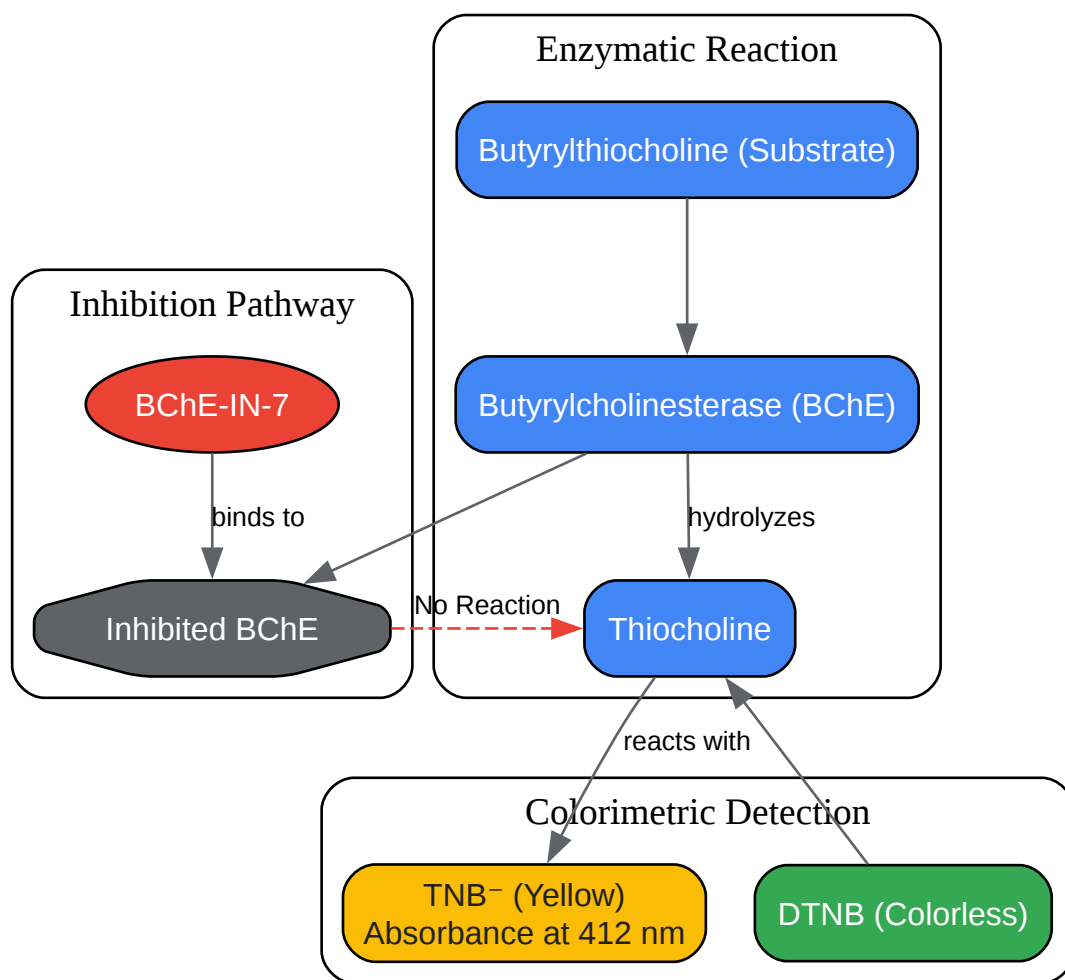 Enzymatic Reaction
Butyrylthiocholine (Substrate)
Inhibition Pathway
BChE-IN-7
Butyrylcholinesterase (BChE)
binds to
hydrolyzes
Inhibited BChE
No Reaction
Thiocholine
reacts with
Colorimetric Detection
TNB⁻ (Yellow)
Absorbance at 412 nm
DTNB (Colorless)